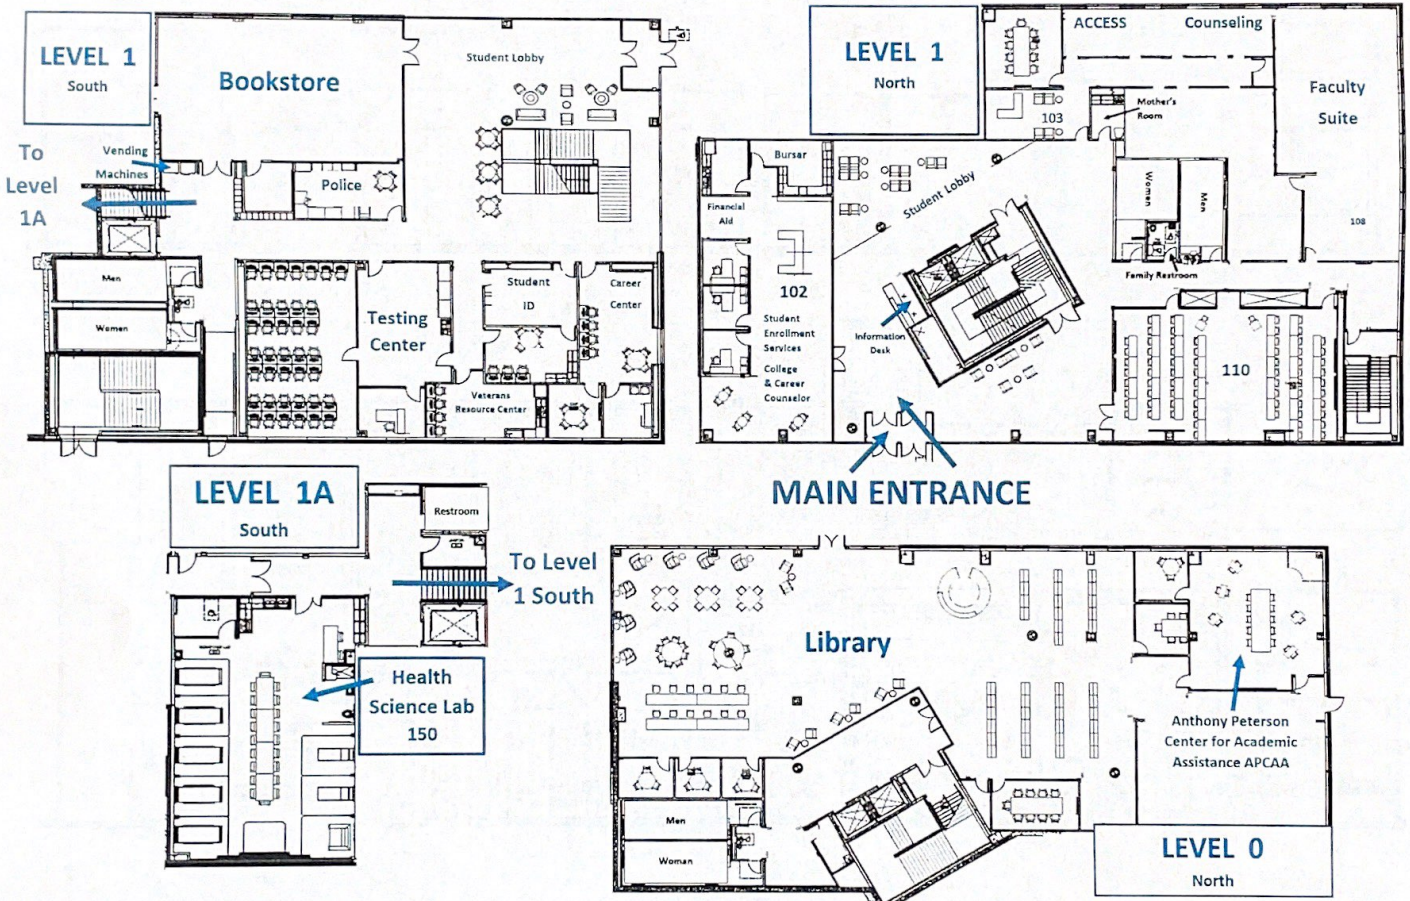 LEVEL 1
South
Bookstore
Student Lobby
To
Level
1A
Vending
Machines
Police
Men
Women
Testing
Center
Student
ID
Career
Center
Veterans
Resource Center
LEVEL 1
North
ACCESS
Counseling
Faculty
Suite
103
Mother's
Room
Bursar
Student Lobby
Women
Men
Financial
Aid
108
Family Restroom
102
Student
Enrollment
Services
College
& Career
Counselor
Information
Desk
110
MAIN ENTRANCE
LEVEL 1A
South
Restroom
To Level
1 South
Health
Science Lab
150
Library
Anthony Peterson
Center for Academic
Assistance APCAA
Men
Woman
LEVEL 0
North